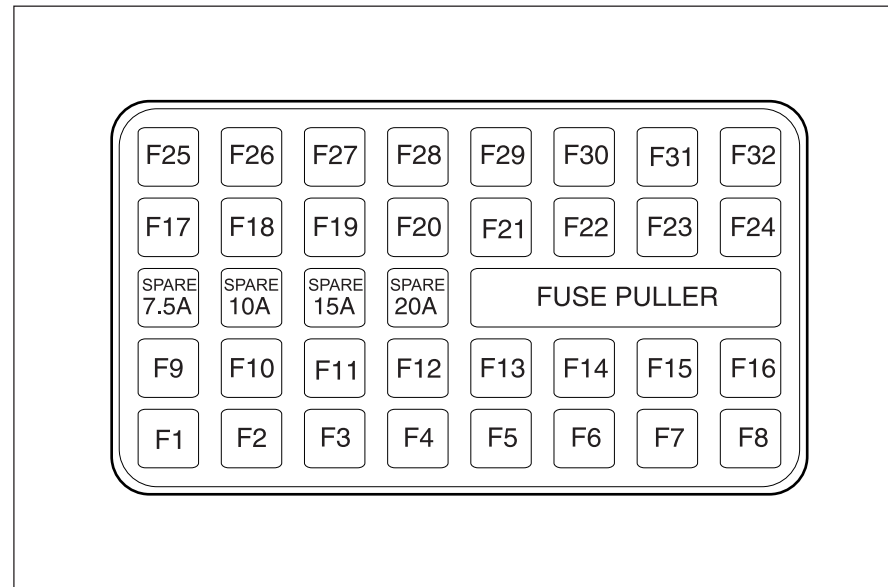 F25 F26 F27 F28 F29 F30 F31 F32
F17 F18 F19 F20 F21 F22 F23 F24
SPARE 7.5A SPARE 10A SPARE 15A SPARE 20A FUSE PULLER
F9 F10 F11 F12 F13 F14 F15 F16
F1 F2 F3 F4 F5 F6 F7 F8